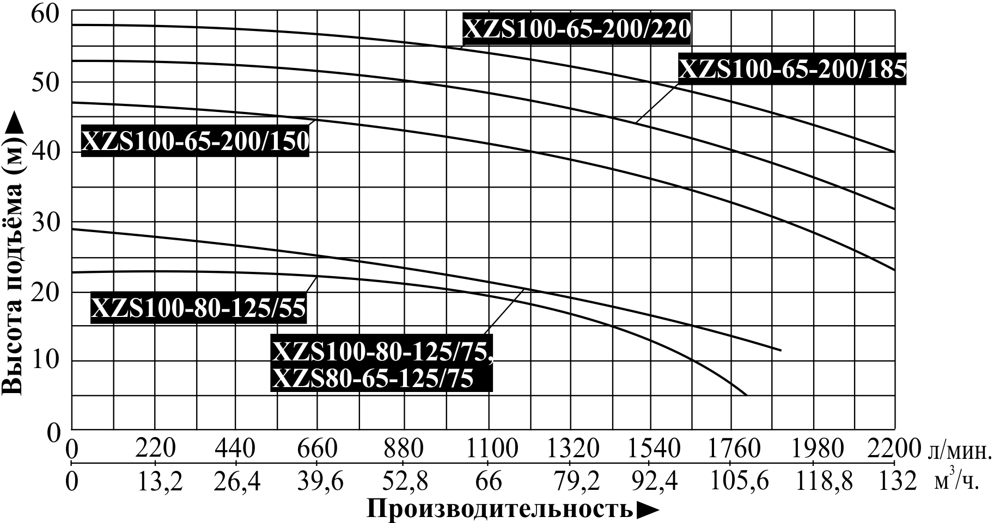 60
XZS100-65-200/220
XZS100-65-200/185
50
XZS100-65-200/150
40
30
XZS100-80-125/55
20
XZS100-80-125/75,
XZS80-65-125/75
10
0
Высота подъёма (м)
0 220 440 660 880 1100 1320 1540 1760 1980 2200 л/мин.
0 13,2 26,4 39,6 52,8 66 79,2 92,4 105,6 118,8 132 м³/ч.
Производительность